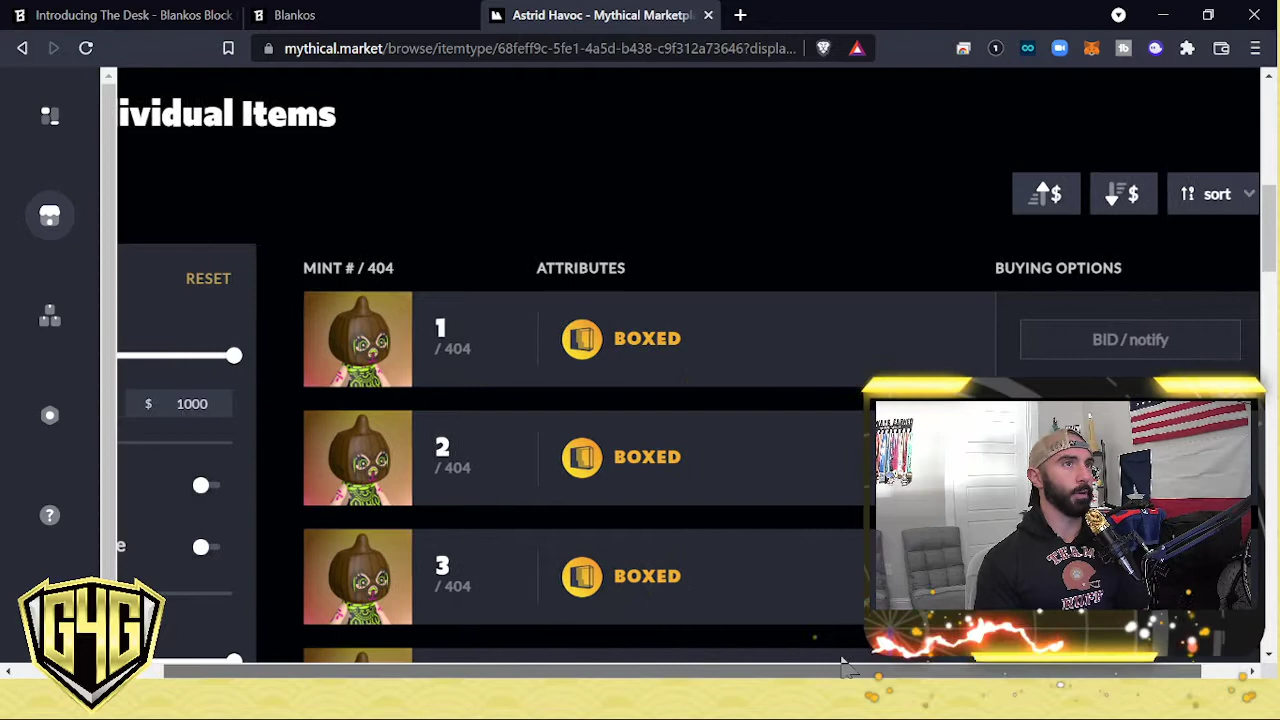 Introducing The Desk - Blankos Block
Blankos
Astrid Havoc - Mythical Marketpl
mythical.market/browse/itemtype/68feff9c-5fe1-4a5d-b438-c9f312a73646?displa...
ividual Items
$
$
sort
RESET
MINT # / 404
ATTRIBUTES
BUYING OPTIONS
1
/ 404
BOXED
BID / notify
$ 1000
2
/ 404
BOXED
e
3
/ 404
BOXED
TEAM
RUFF
G4G